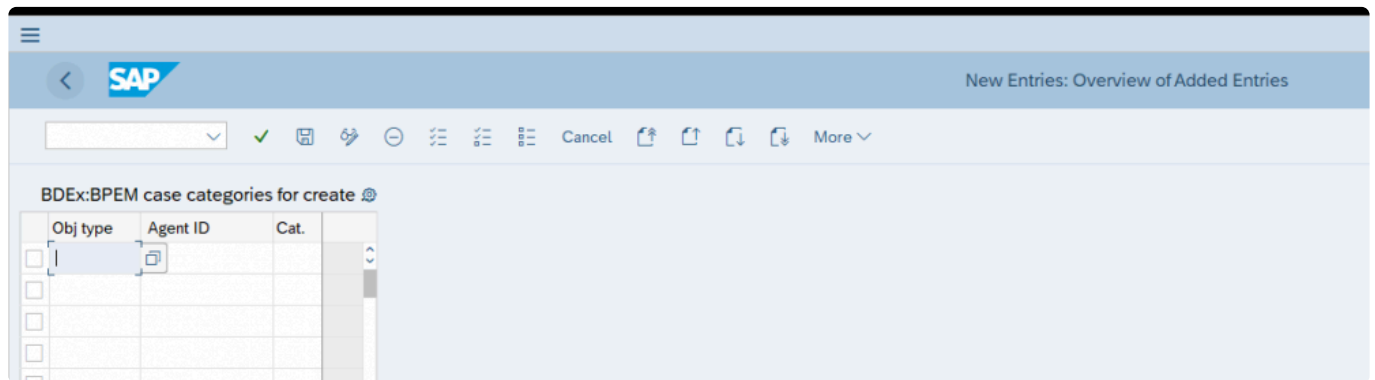 SAP
New Entries: Overview of Added Entries
Cancel More
BDEx:BPEM case categories for create
Obj type Agent ID Cat.